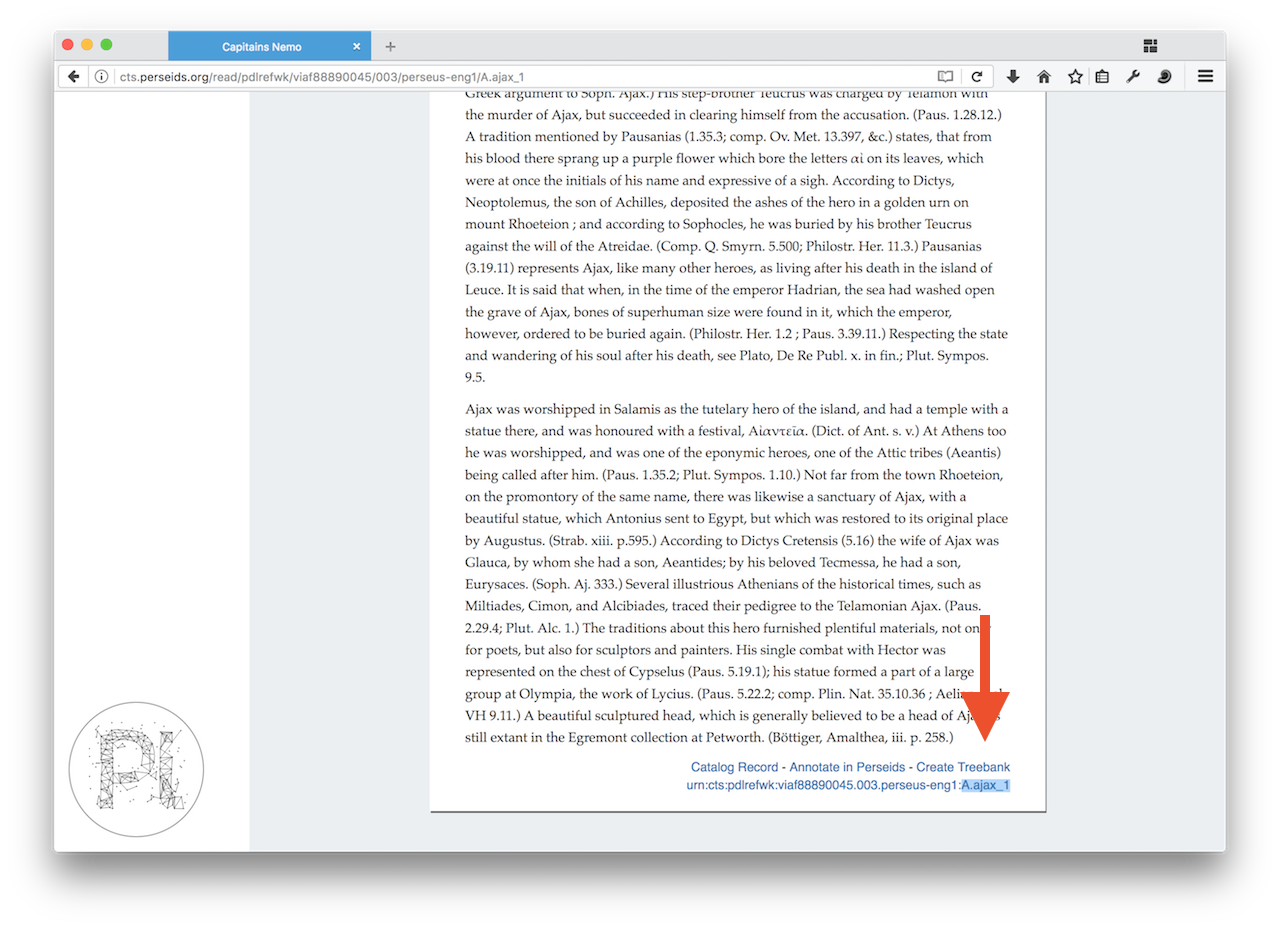 Capitains Nemo
cts.perseids.org/read/pdlrefwk/viaf88890045/003/perseus-eng1/A.ajax_1
Greek argument to Soph. Ajax.) His step-brother Teucrus was charged by Telamon with
the murder of Ajax, but succeeded in clearing himself from the accusation. (Paus. 1.28.12.)
A tradition mentioned by Pausanias (1.35.3; comp. Ov. Met. 13.397, &c.) states, that from
his blood there sprang up a purple flower which bore the letters αἰ on its leaves, which
were at once the initials of his name and expressive of a sigh. According to Dictys,
Neoptolemus, the son of Achilles, deposited the ashes of the hero in a golden urn on
mount Rhoeteion ; and according to Sophocles, he was buried by his brother Teucrus
against the will of the Atreidae. (Comp. Q. Smyrn. 5.500; Philostr. Her. 11.3.) Pausanias
(3.19.11) represents Ajax, like many other heroes, as living after his death in the island of
Leuce. It is said that when, in the time of the emperor Hadrian, the sea had washed open
the grave of Ajax, bones of superhuman size were found in it, which the emperor,
however, ordered to be buried again. (Philostr. Her. 1.2 ; Paus. 3.39.11.) Respecting the state
and wandering of his soul after his death, see Plato, De Re Publ. x. in fin.; Plut. Sympos.
9.5.
Ajax was worshipped in Salamis as the tutelary hero of the island, and had a temple with a
statue there, and was honoured with a festival, Αἰαντεῖα. (Dict. of Ant. s. v.) At Athens too
he was worshipped, and was one of the eponymic heroes, one of the Attic tribes (Aeantis)
being called after him. (Paus. 1.35.2; Plut. Sympos. 1.10.) Not far from the town Rhoeteion,
on the promontory of the same name, there was likewise a sanctuary of Ajax, with a
beautiful statue, which Antonius sent to Egypt, but which was restored to its original place
by Augustus. (Strab. xiii. p.595.) According to Dictys Cretensis (5.16) the wife of Ajax was
Glauca, by whom she had a son, Aeantides; by his beloved Tecmessa, he had a son,
Eurysaces. (Soph. Aj. 333.) Several illustrious Athenians of the historical times, such as
Miltiades, Cimon, and Alcibiades, traced their pedigree to the Telamonian Ajax. (Paus.
2.29.4; Plut. Alc. 1.) The traditions about this hero furnished plentiful materials, not
for poets, but also for sculptors and painters. His single combat with Hector was
represented on the chest of Cypselus (Paus. 5.19.1); his statue formed a part of a large
group at Olympia, the work of Lycius. (Paus. 5.22.2; comp. Plin. Nat. 35.10.36 ;
VH 9.11.) A beautiful sculptured head, which is generally believed to be a head of
still extant in the Egremont collection at Petworth. (Böttiger, Amalthea, iii. p. 258.)
Catalog Record - Annotate in Perseids - Create Treebank
urn:cts:pdlrefwk:viaf88890045.003.perseus-eng1:A.ajax_1